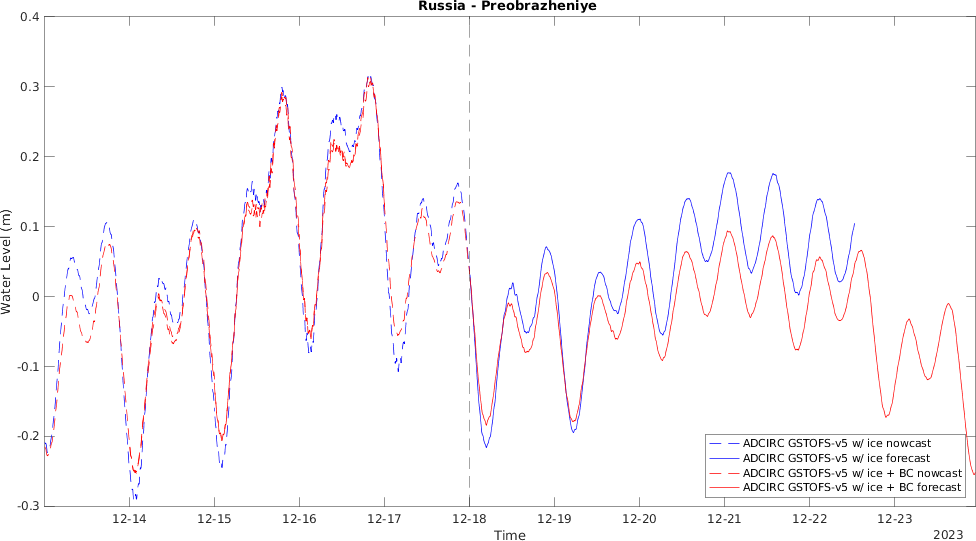 Russia - Preobrazheniye
0.4
0.3
0.2
0.1
0
-0.1
-0.2
-0.3
Water Level (m)
ADCIRC GSTOFS-v5 w/ ice nowcast
ADCIRC GSTOFS-v5 w/ ice forecast
ADCIRC GSTOFS-v5 w/ ice + BC nowcast
ADCIRC GSTOFS-v5 w/ ice + BC forecast
12-14 12-15 12-16 12-17 12-18 12-19 12-20 12-21 12-22 12-23
Time
2023